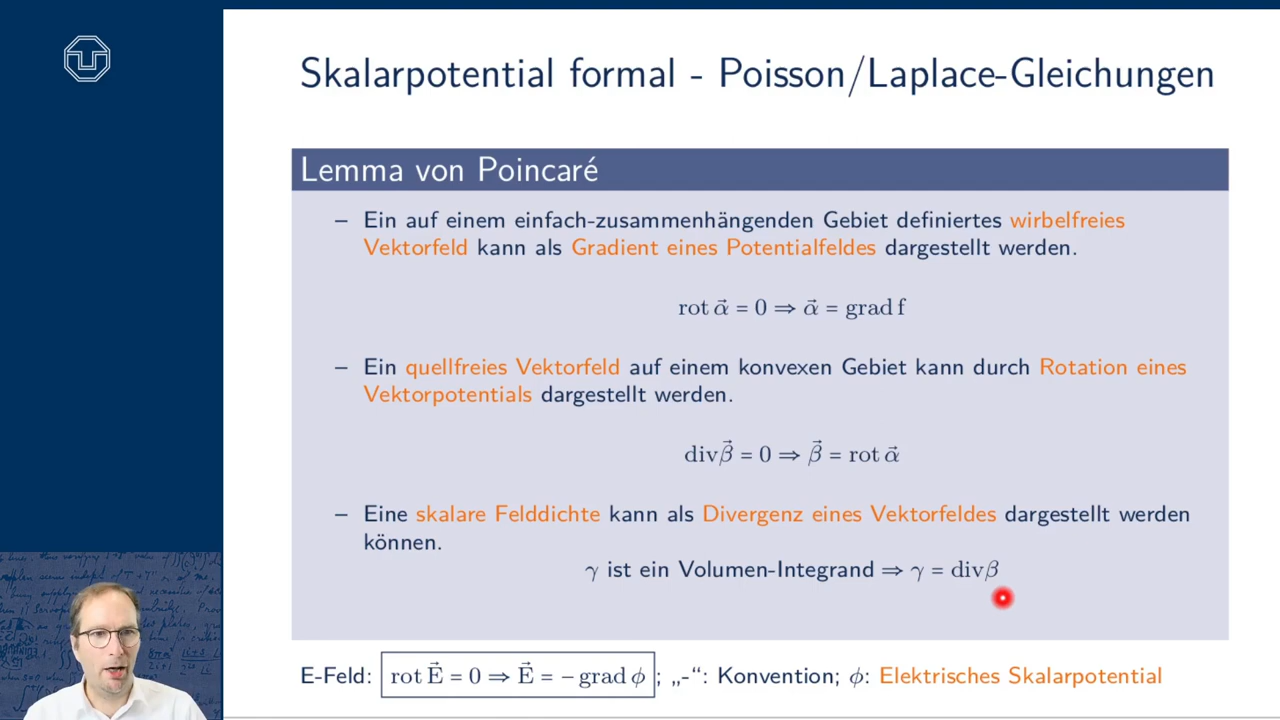 Skalarpotential formal - Poisson/Laplace-Gleichungen
Lemma von Poincaré
– Ein auf einem einfach-zusammenhängenden Gebiet definiertes wirbelfreies
Vektorfeld kann als Gradient eines Potentialfeldes dargestellt werden.
rot α⃗ = 0 ⇒ α⃗ = grad f
– Ein quellfreies Vektorfeld auf einem konvexen Gebiet kann durch Rotation eines
Vektorpotentials dargestellt werden.
div β⃗ = 0 ⇒ β⃗ = rot α⃗
– Eine skalare Felddichte kann als Divergenz eines Vektorfeldes dargestellt werden
können.
γ ist ein Volumen-Integrand ⇒ γ = divβ
E-Feld: rot E⃗ = 0 ⇒ E⃗ = − grad ϕ ; „-“: Konvention; ϕ: Elektrisches Skalarpotential